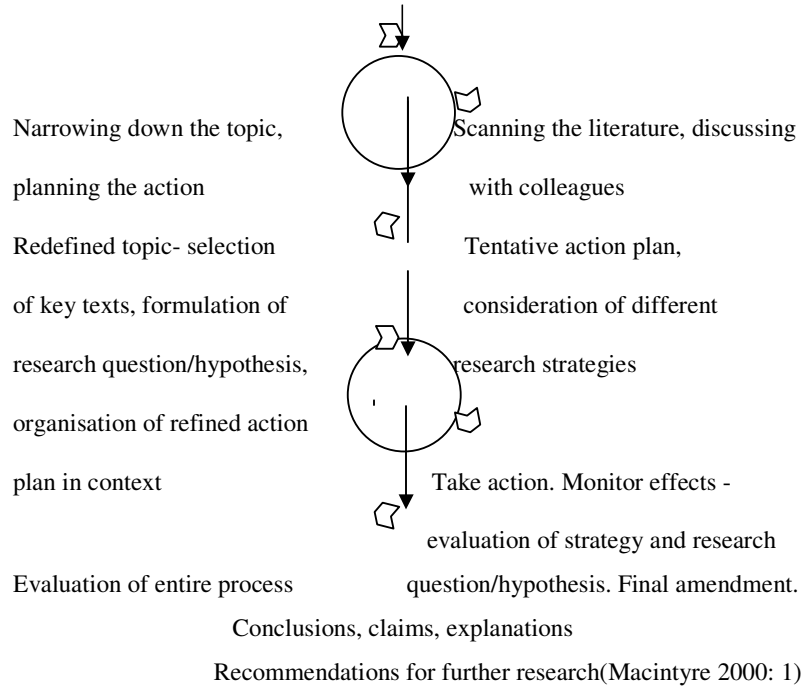 Narrowing down the topic,
Scanning the literature, discussing
planning the action
with colleagues
Redefined topic- selection
Tentative action plan,
of key texts, formulation of
consideration of different
research question/hypothesis,
research strategies
organisation of refined action
plan in context
Take action. Monitor effects -
evaluation of strategy and research
Evaluation of entire process
question/hypothesis. Final amendment.
Conclusions, claims, explanations
Recommendations for further research(Macintyre 2000: 1)